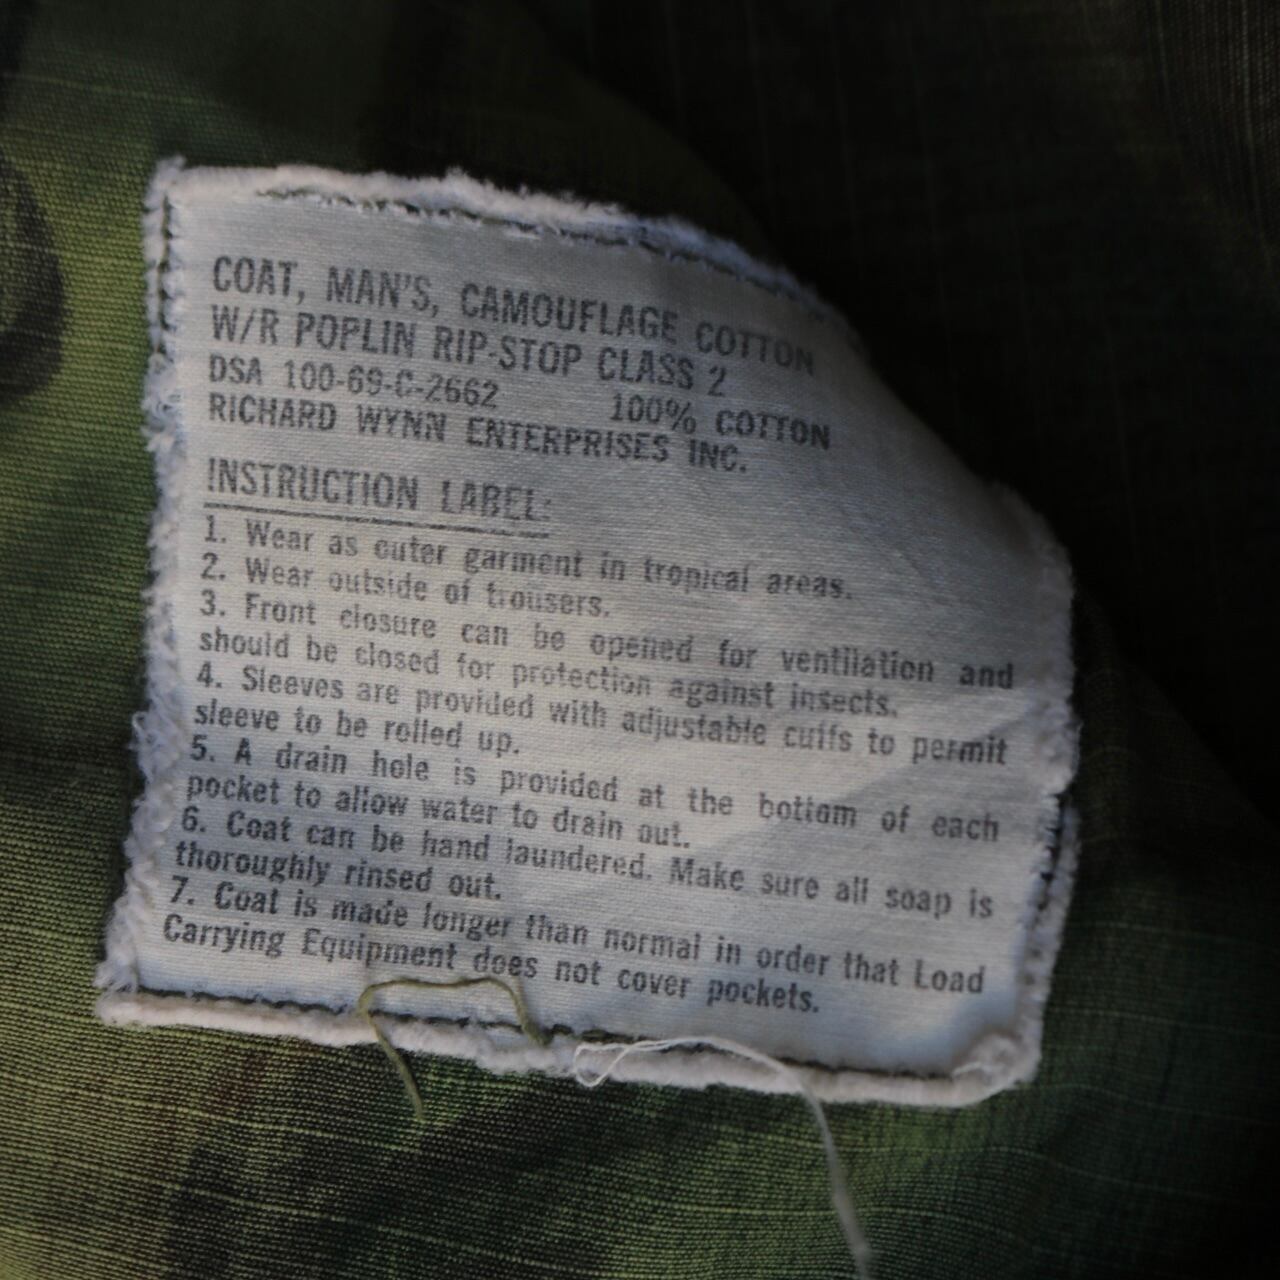 COAT, MAN'S, CAMOUFLAGE COTTON
W/R POPLIN RIP-STOP CLASS 2
DSA 100-69-C-2662 100% COTTON
RICHARD WYNN ENTERPRISES INC.
INSTRUCTION LABEL:
1. Wear as outer garment in tropical areas.
2. Wear outside of trousers.
3. Front closure can be opened for ventilation and
should be closed for protection against insects.
4. Sleeves are provided with adjustable cuffs to permit
sleeve to be rolled up.
5. A drain hole is provided at the bottom of each
pocket to allow water to drain out.
6. Coat can be hand laundered. Make sure all soap is
thoroughly rinsed out.
7. Coat is made longer than normal in order that Load
Carrying Equipment does not cover pockets.